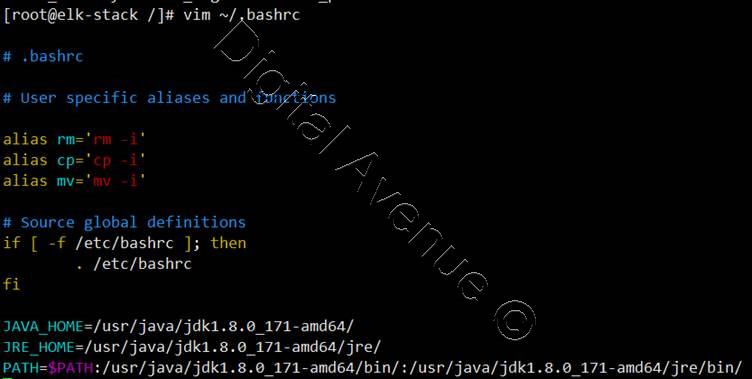 [root@elk-stack /]# vim ~/.bashrc
# .bashrc
# User specific aliases and functions
alias rm='rm -i'
alias cp='cp -i'
alias mv='mv -i'
# Source global definitions
if [ -f /etc/bashrc ]; then
        . /etc/bashrc
fi
JAVA_HOME=/usr/java/jdk1.8.0_171-amd64/
JRE_HOME=/usr/java/jdk1.8.0_171-amd64/jre/
PATH=$PATH:/usr/java/jdk1.8.0_171-amd64/bin/:/usr/java/jdk1.8.0_171-amd64/jre/bin/
Digital Avenue ©